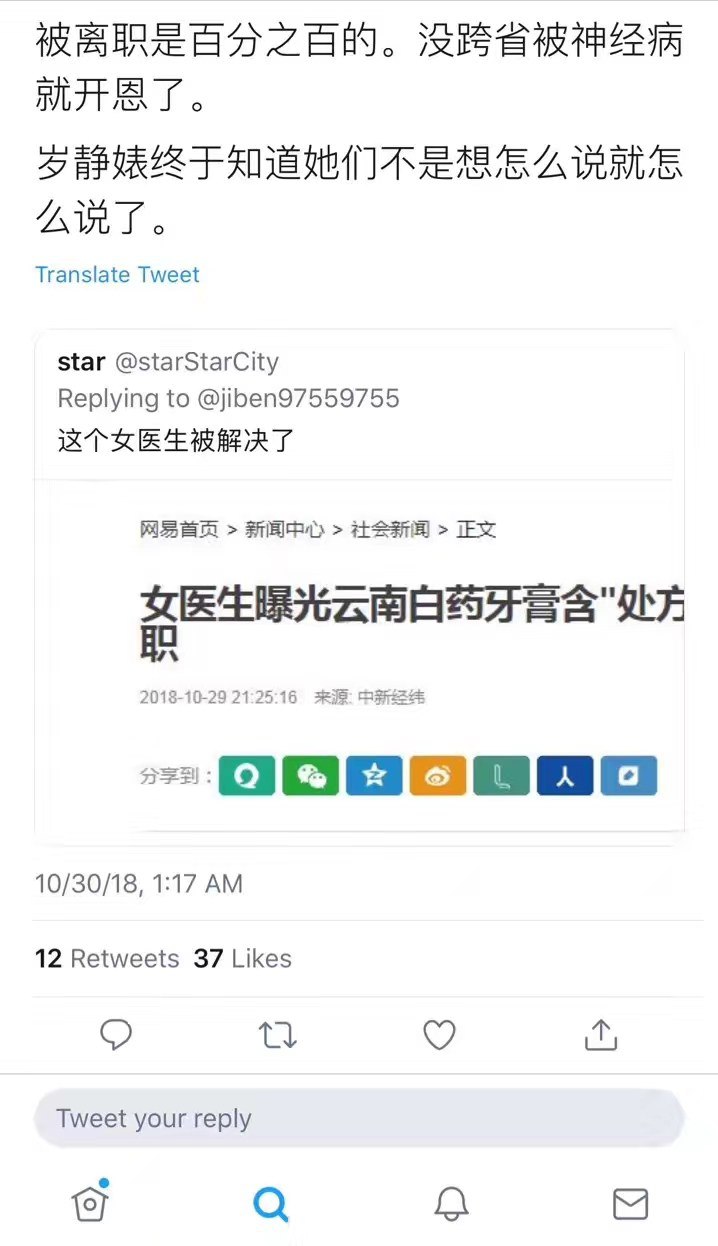 被离职是百分之百的。没跨省被神经病
就开恩了。
岁静婊终于知道她们不是想怎么说就怎
么说了。
Translate Tweet
star @starStarCity
Replying to @jiben97559755
这个女医生被解决了
网易首页 > 新闻中心 > 社会新闻 > 正文
女医生曝光云南白药牙膏含"处方
职
2018-10-29 21:25:16 来源: 中新经纬
分享到：
10/30/18, 1:17 AM
12 Retweets 37 Likes
Tweet your reply